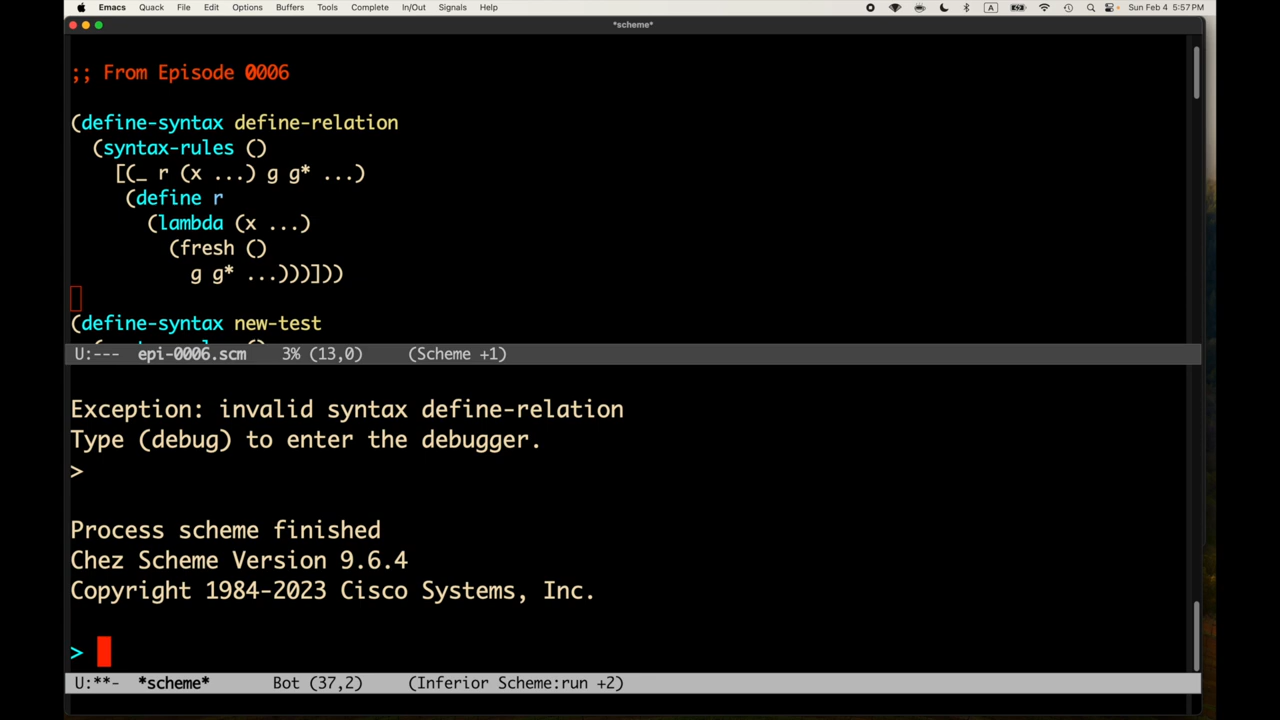 Emacs Quack File Edit Options Buffers Tools Complete In/Out Signals Help A Sun Feb 4 5:57 PM
*scheme*
;; From Episode 0006
(define-syntax define-relation
(syntax-rules ()
[(_ r (x ...) g g* ...)
(define r
(lambda (x ...)
(fresh ()
g g* ...)))]))
(define-syntax new-test
U:--- epi-0006.scm 3% (13,0) (Scheme +1)
Exception: invalid syntax define-relation
Type (debug) to enter the debugger.
>
Process scheme finished
Chez Scheme Version 9.6.4
Copyright 1984-2023 Cisco Systems, Inc.
>
U:**- *scheme* Bot (37,2) (Inferior Scheme:run +2)